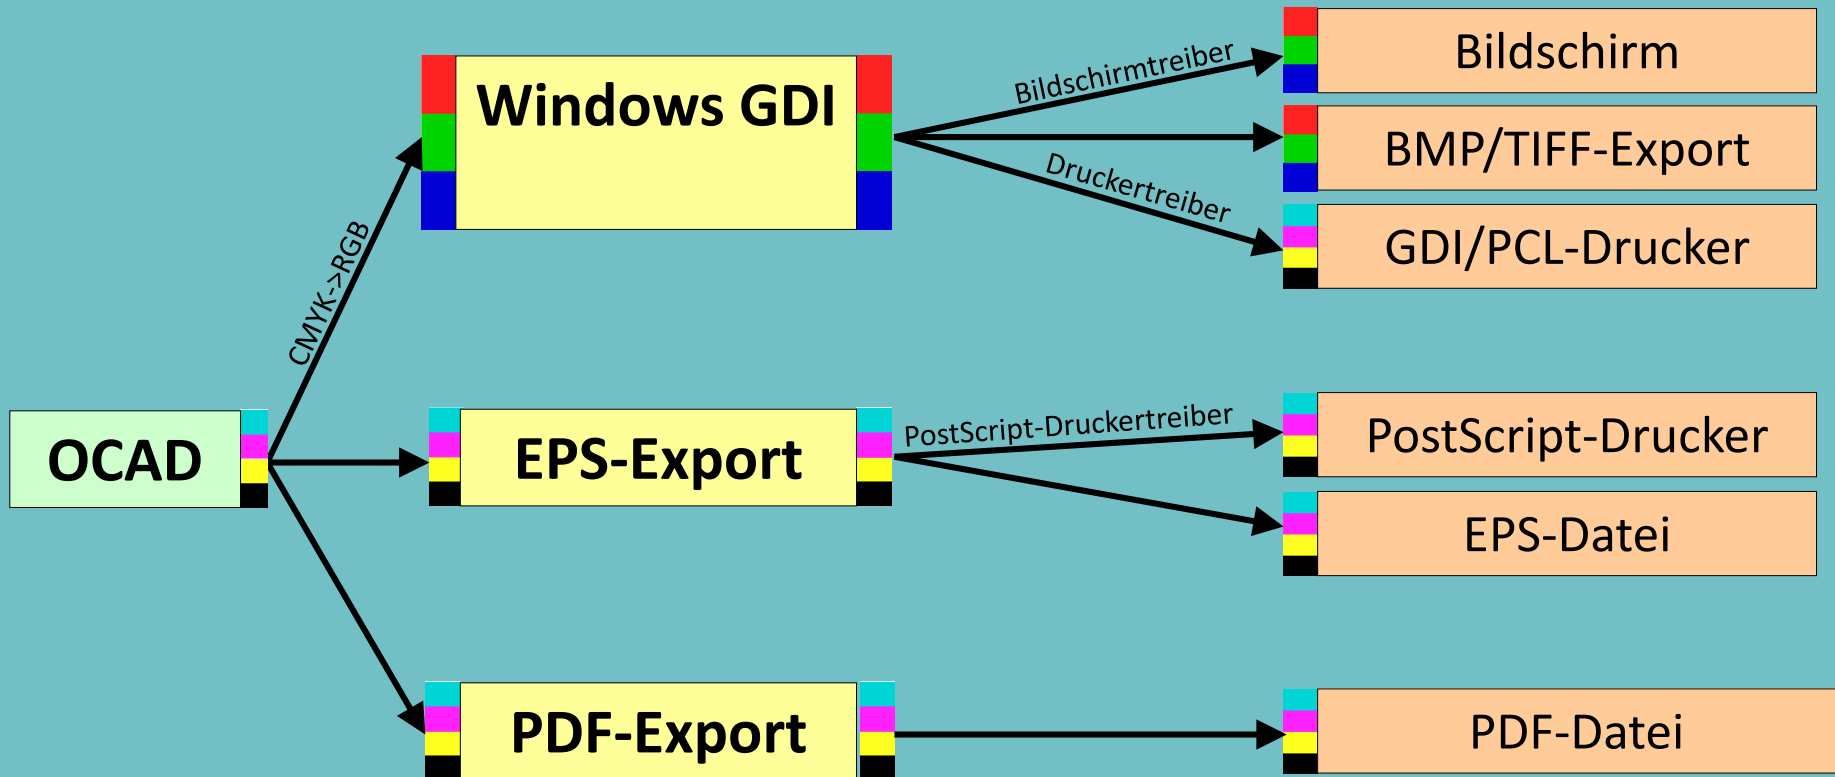 Bildschirm
Bildschirmtreiber
Windows GDI
BMP/TIFF-Export
Druckertreiber
GDI/PCL-Drucker
CMYK->RGB
OCAD
EPS-Export
PostScript-Druckertreiber
PostScript-Drucker
EPS-Datei
PDF-Export
PDF-Datei